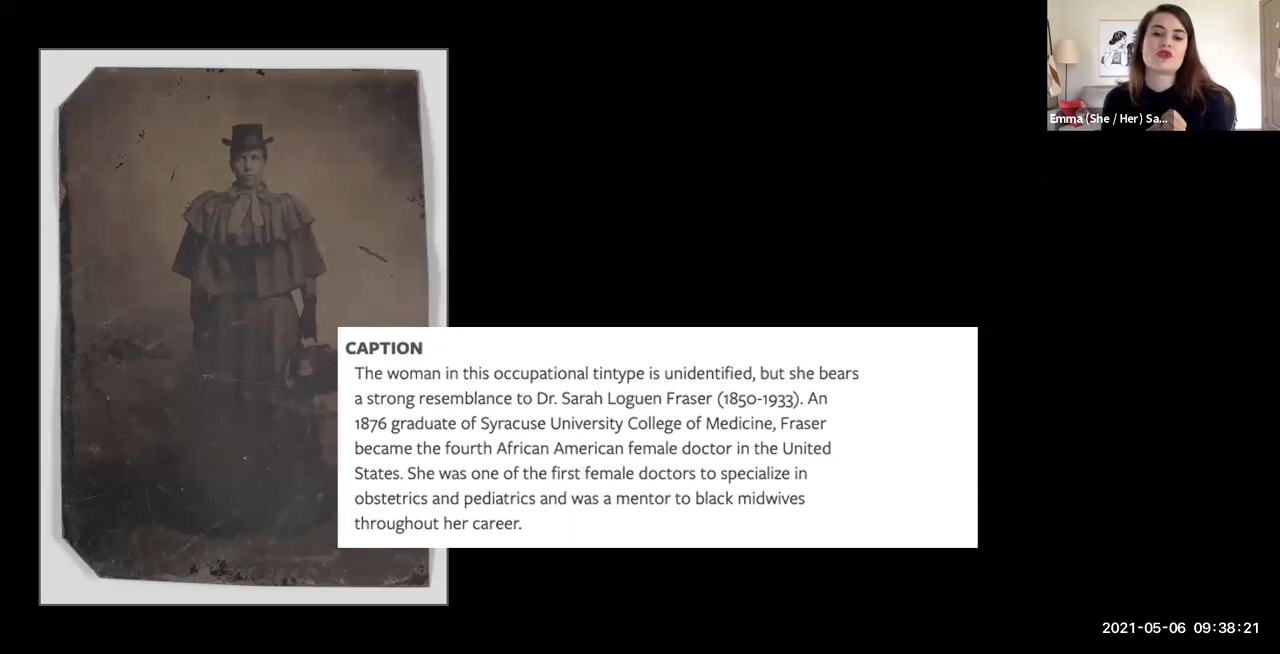 Emma (She / Her) Sa...
CAPTION
The woman in this occupational tintype is unidentified, but she bears
a strong resemblance to Dr. Sarah Loguen Fraser (1850-1933). An
1876 graduate of Syracuse University College of Medicine, Fraser
became the fourth African American female doctor in the United
States. She was one of the first female doctors to specialize in
obstetrics and pediatrics and was a mentor to black midwives
throughout her career.
2021-05-06 09:38:21